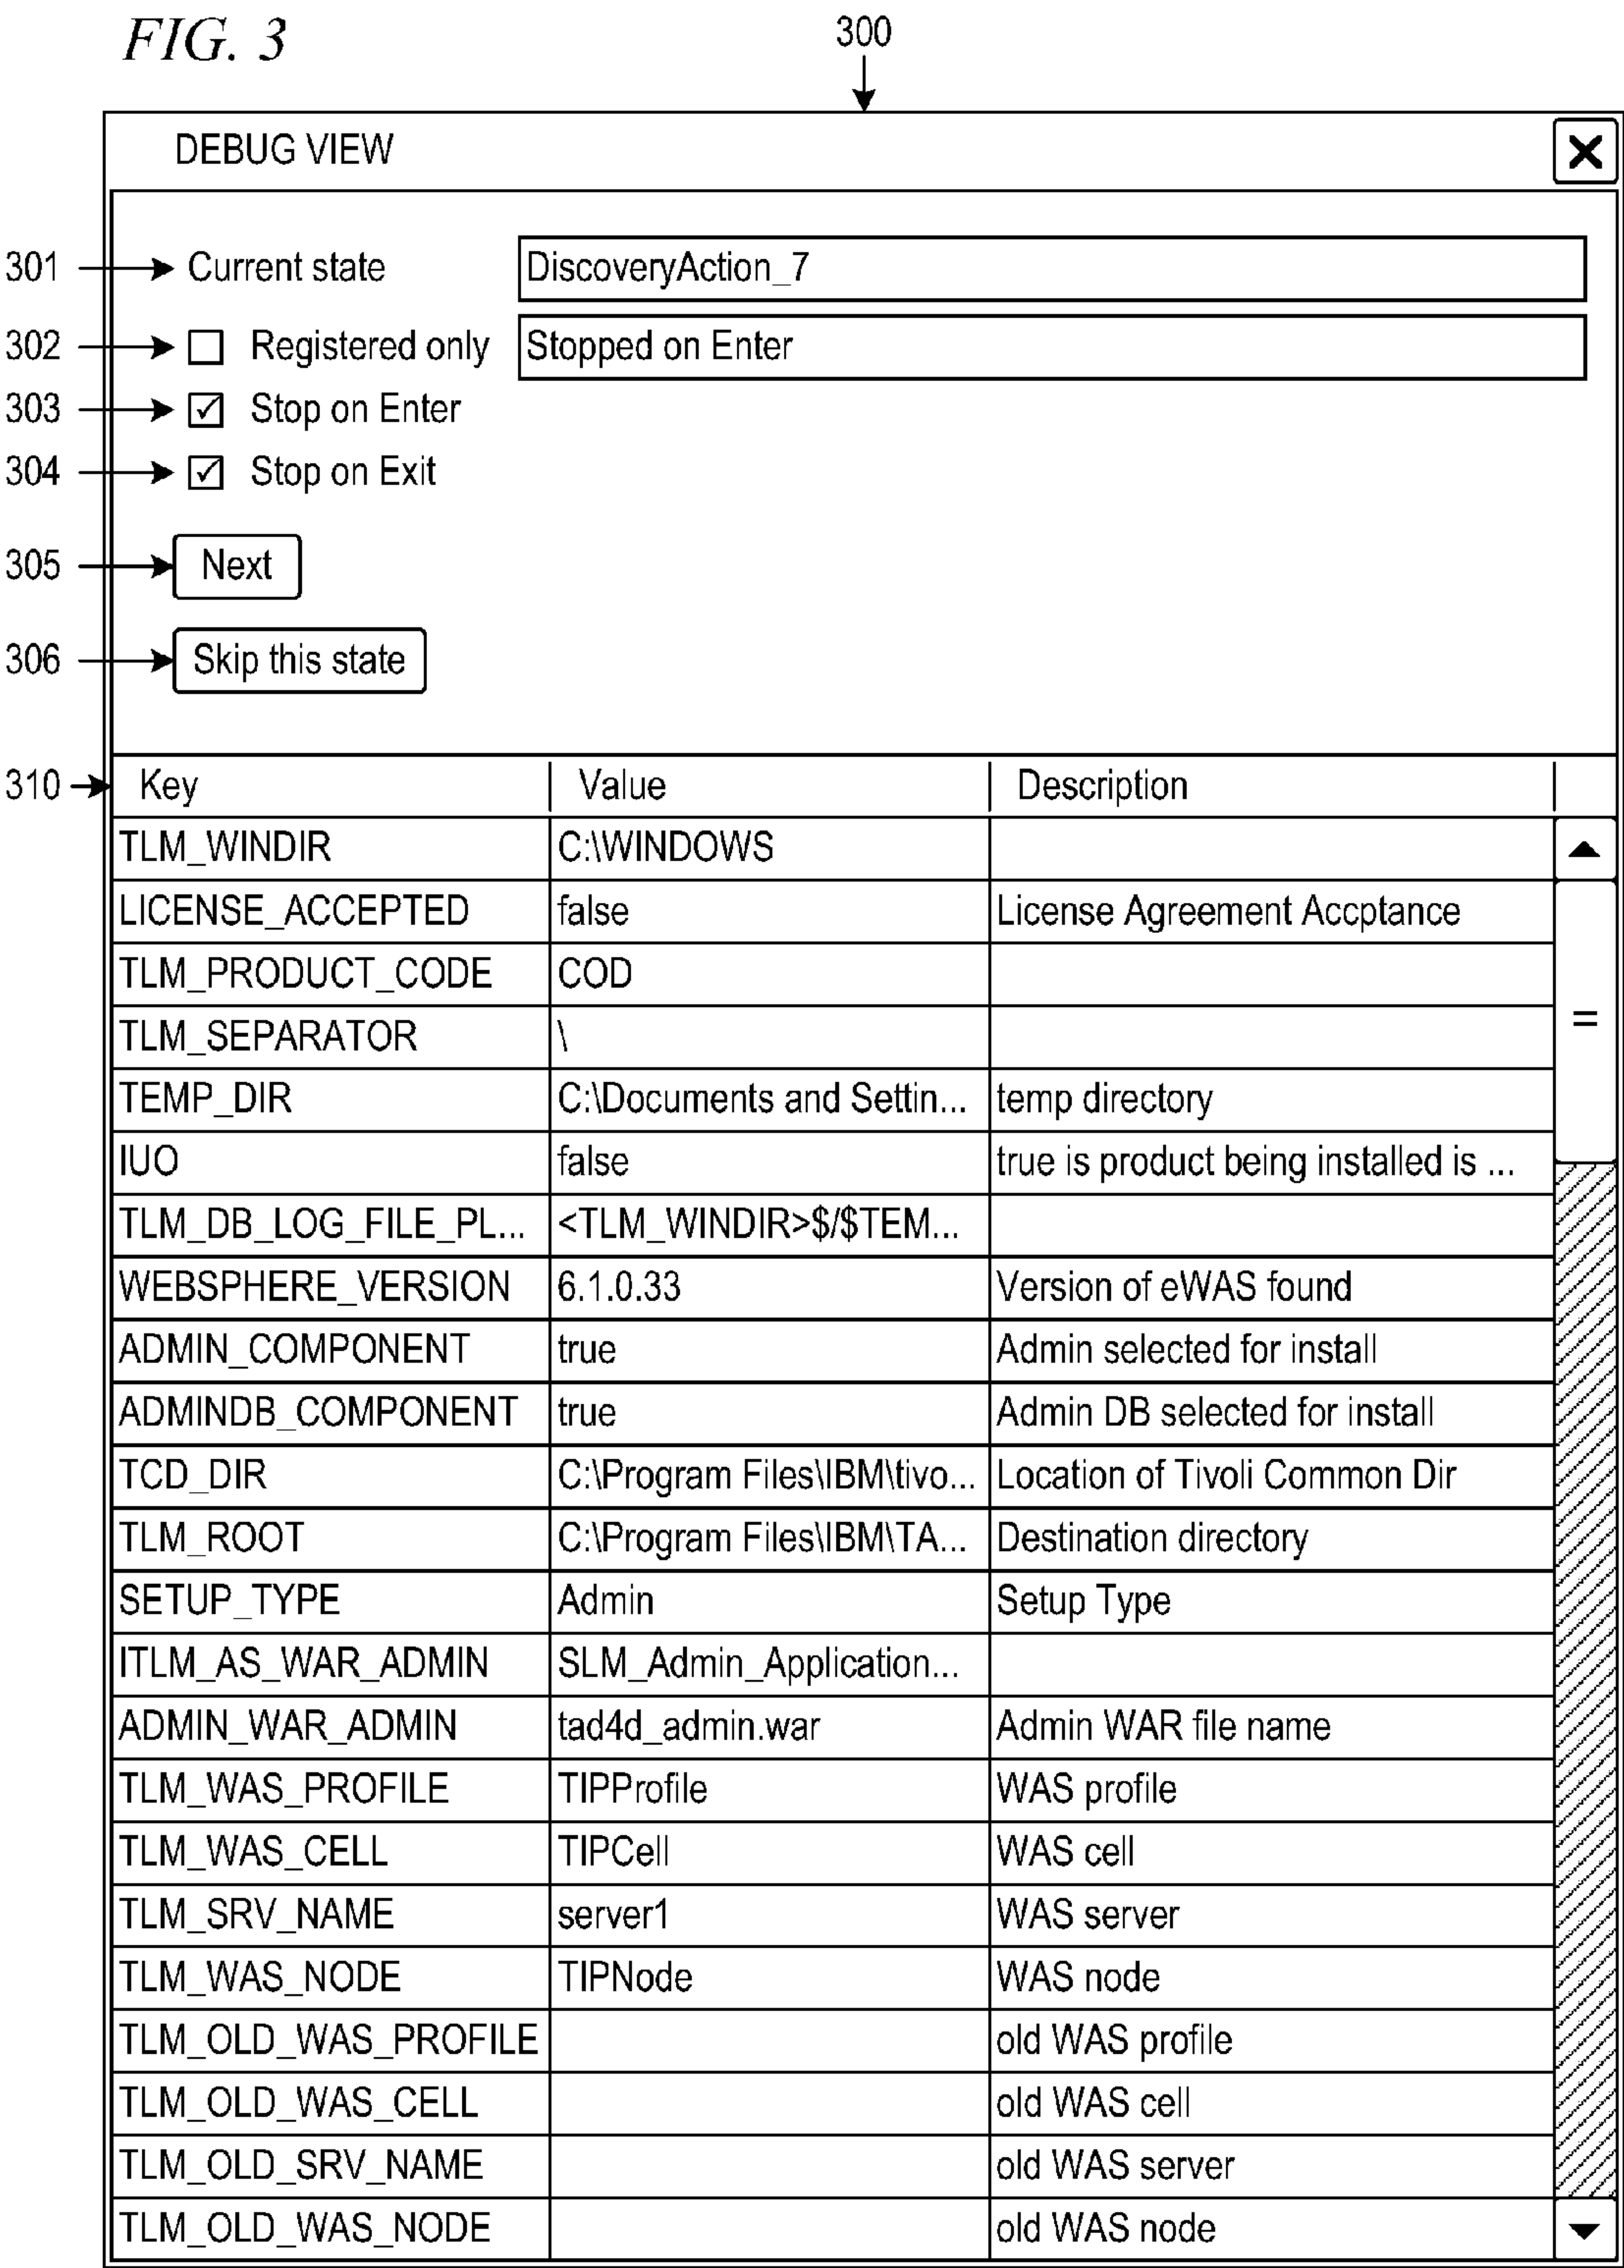 FIG. 3
300
DEBUG VIEW
301 Current state DiscoveryAction_7
302 Registered only Stopped on Enter
303 Stop on Enter
304 Stop on Exit
305 Next
306 Skip this state
310 Key Value Description
TLM_WINDIR C:\WINDOWS
LICENSE_ACCEPTED false License Agreement Accptance
TLM_PRODUCT_CODE COD
TLM_SEPARATOR \
TEMP_DIR C:\Documents and Settin... temp directory
IUO false true is product being installed is ...
TLM_DB_LOG_FILE_PL... <TLM_WINDIR>$/$TEM...
WEBSPHERE_VERSION 6.1.0.33 Version of eWAS found
ADMIN_COMPONENT true Admin selected for install
ADMINDB_COMPONENT true Admin DB selected for install
TCD_DIR C:\Program Files\IBM\tivo... Location of Tivoli Common Dir
TLM_ROOT C:\Program Files\IBM\TA... Destination directory
SETUP_TYPE Admin Setup Type
ITLM_AS_WAR_ADMIN SLM_Admin_Application...
ADMIN_WAR_ADMIN tad4d_admin.war Admin WAR file name
TLM_WAS_PROFILE TIPProfile WAS profile
TLM_WAS_CELL TIPCell WAS cell
TLM_SRV_NAME server1 WAS server
TLM_WAS_NODE TIPNode WAS node
TLM_OLD_WAS_PROFILE old WAS profile
TLM_OLD_WAS_CELL old WAS cell
TLM_OLD_SRV_NAME old WAS server
TLM_OLD_WAS_NODE old WAS node